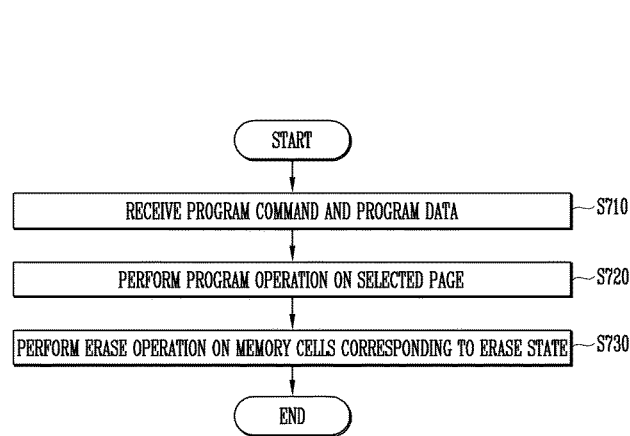 START
RECEIVE PROGRAM COMMAND AND PROGRAM DATA
S710
PERFORM PROGRAM OPERATION ON SELECTED PAGE
S720
PERFORM ERASE OPERATION ON MEMORY CELLS CORRESPONDING TO ERASE STATE
S730
END